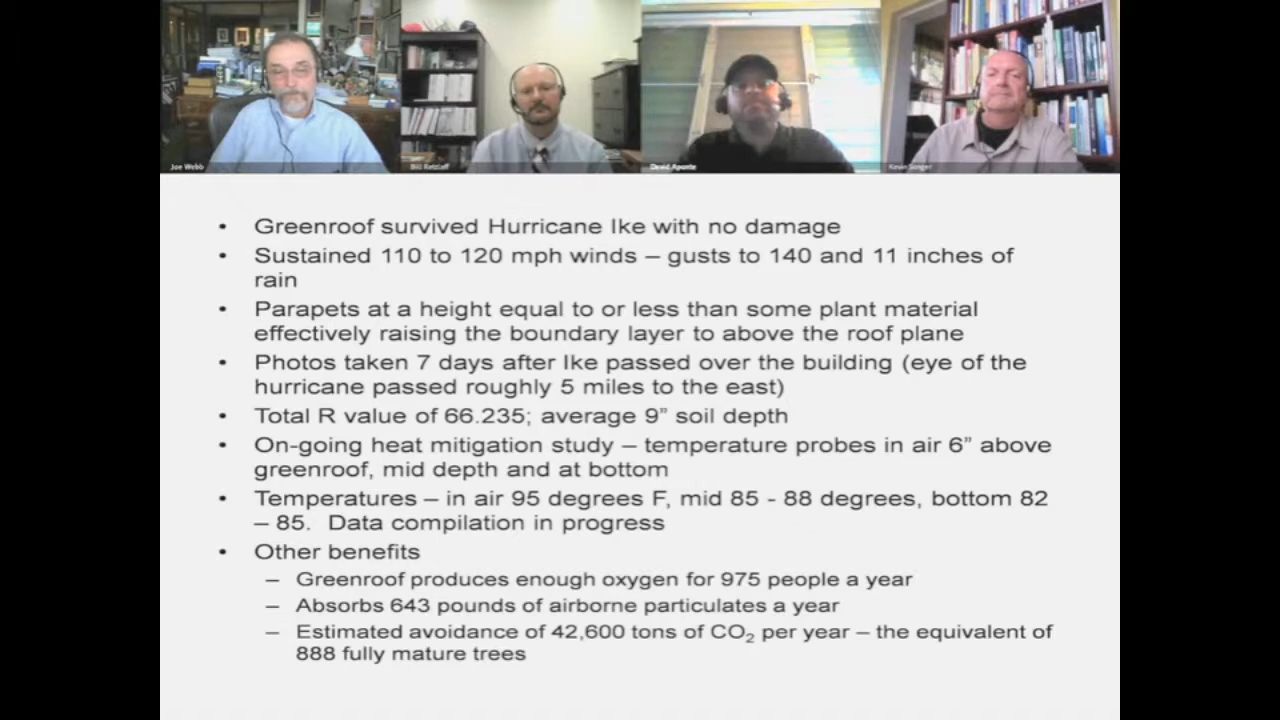 Joe Webb
Bill Retzlaff
David Aponte
Kevin Songer
• Greenroof survived Hurricane Ike with no damage
• Sustained 110 to 120 mph winds – gusts to 140 and 11 inches of
rain
• Parapets at a height equal to or less than some plant material
effectively raising the boundary layer to above the roof plane
• Photos taken 7 days after Ike passed over the building (eye of the
hurricane passed roughly 5 miles to the east)
• Total R value of 66.235; average 9” soil depth
• On-going heat mitigation study – temperature probes in air 6” above
greenroof, mid depth and at bottom
• Temperatures – in air 95 degrees F, mid 85 - 88 degrees, bottom 82
– 85. Data compilation in progress
• Other benefits
– Greenroof produces enough oxygen for 975 people a year
– Absorbs 643 pounds of airborne particulates a year
– Estimated avoidance of 42,600 tons of CO₂ per year – the equivalent of
888 fully mature trees